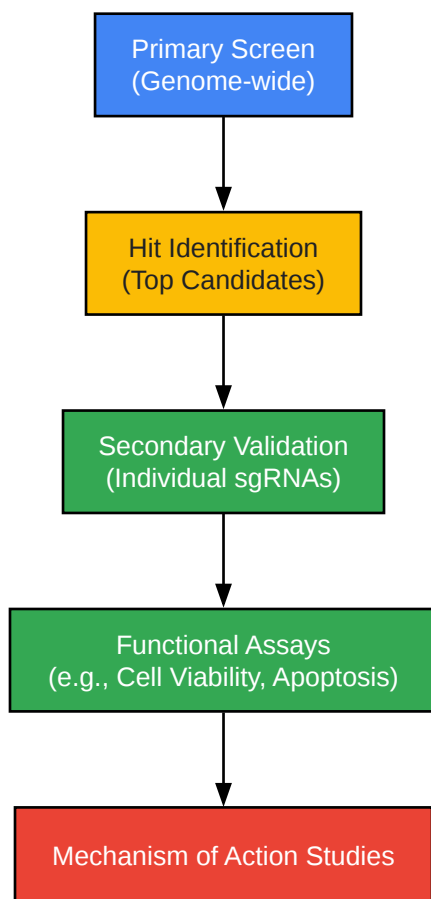 Primary Screen
(Genome-wide)
Hit Identification
(Top Candidates)
Secondary Validation
(Individual sgRNAs)
Functional Assays
(e.g., Cell Viability, Apoptosis)
Mechanism of Action Studies